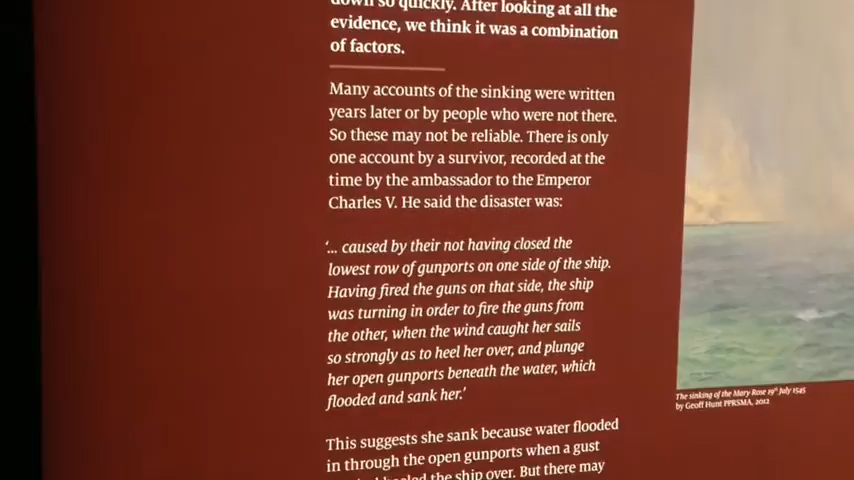 down so quickly. After looking at all the
evidence, we think it was a combination
of factors.
Many accounts of the sinking were written
years later or by people who were not there.
So these may not be reliable. There is only
one account by a survivor, recorded at the
time by the ambassador to the Emperor
Charles V. He said the disaster was:
‘... caused by their not having closed the
lowest row of gunports on one side of the ship.
Having fired the guns on that side, the ship
was turning in order to fire the guns from
the other, when the wind caught her sails
so strongly as to heel her over, and plunge
her open gunports beneath the water, which
flooded and sank her.’
This suggests she sank because water flooded
in through the open gunports when a gust
heeled the ship over. But there may
The sinking of the Mary Rose 19th July 1545
by Geoff Hunt PPRSMA, 2012